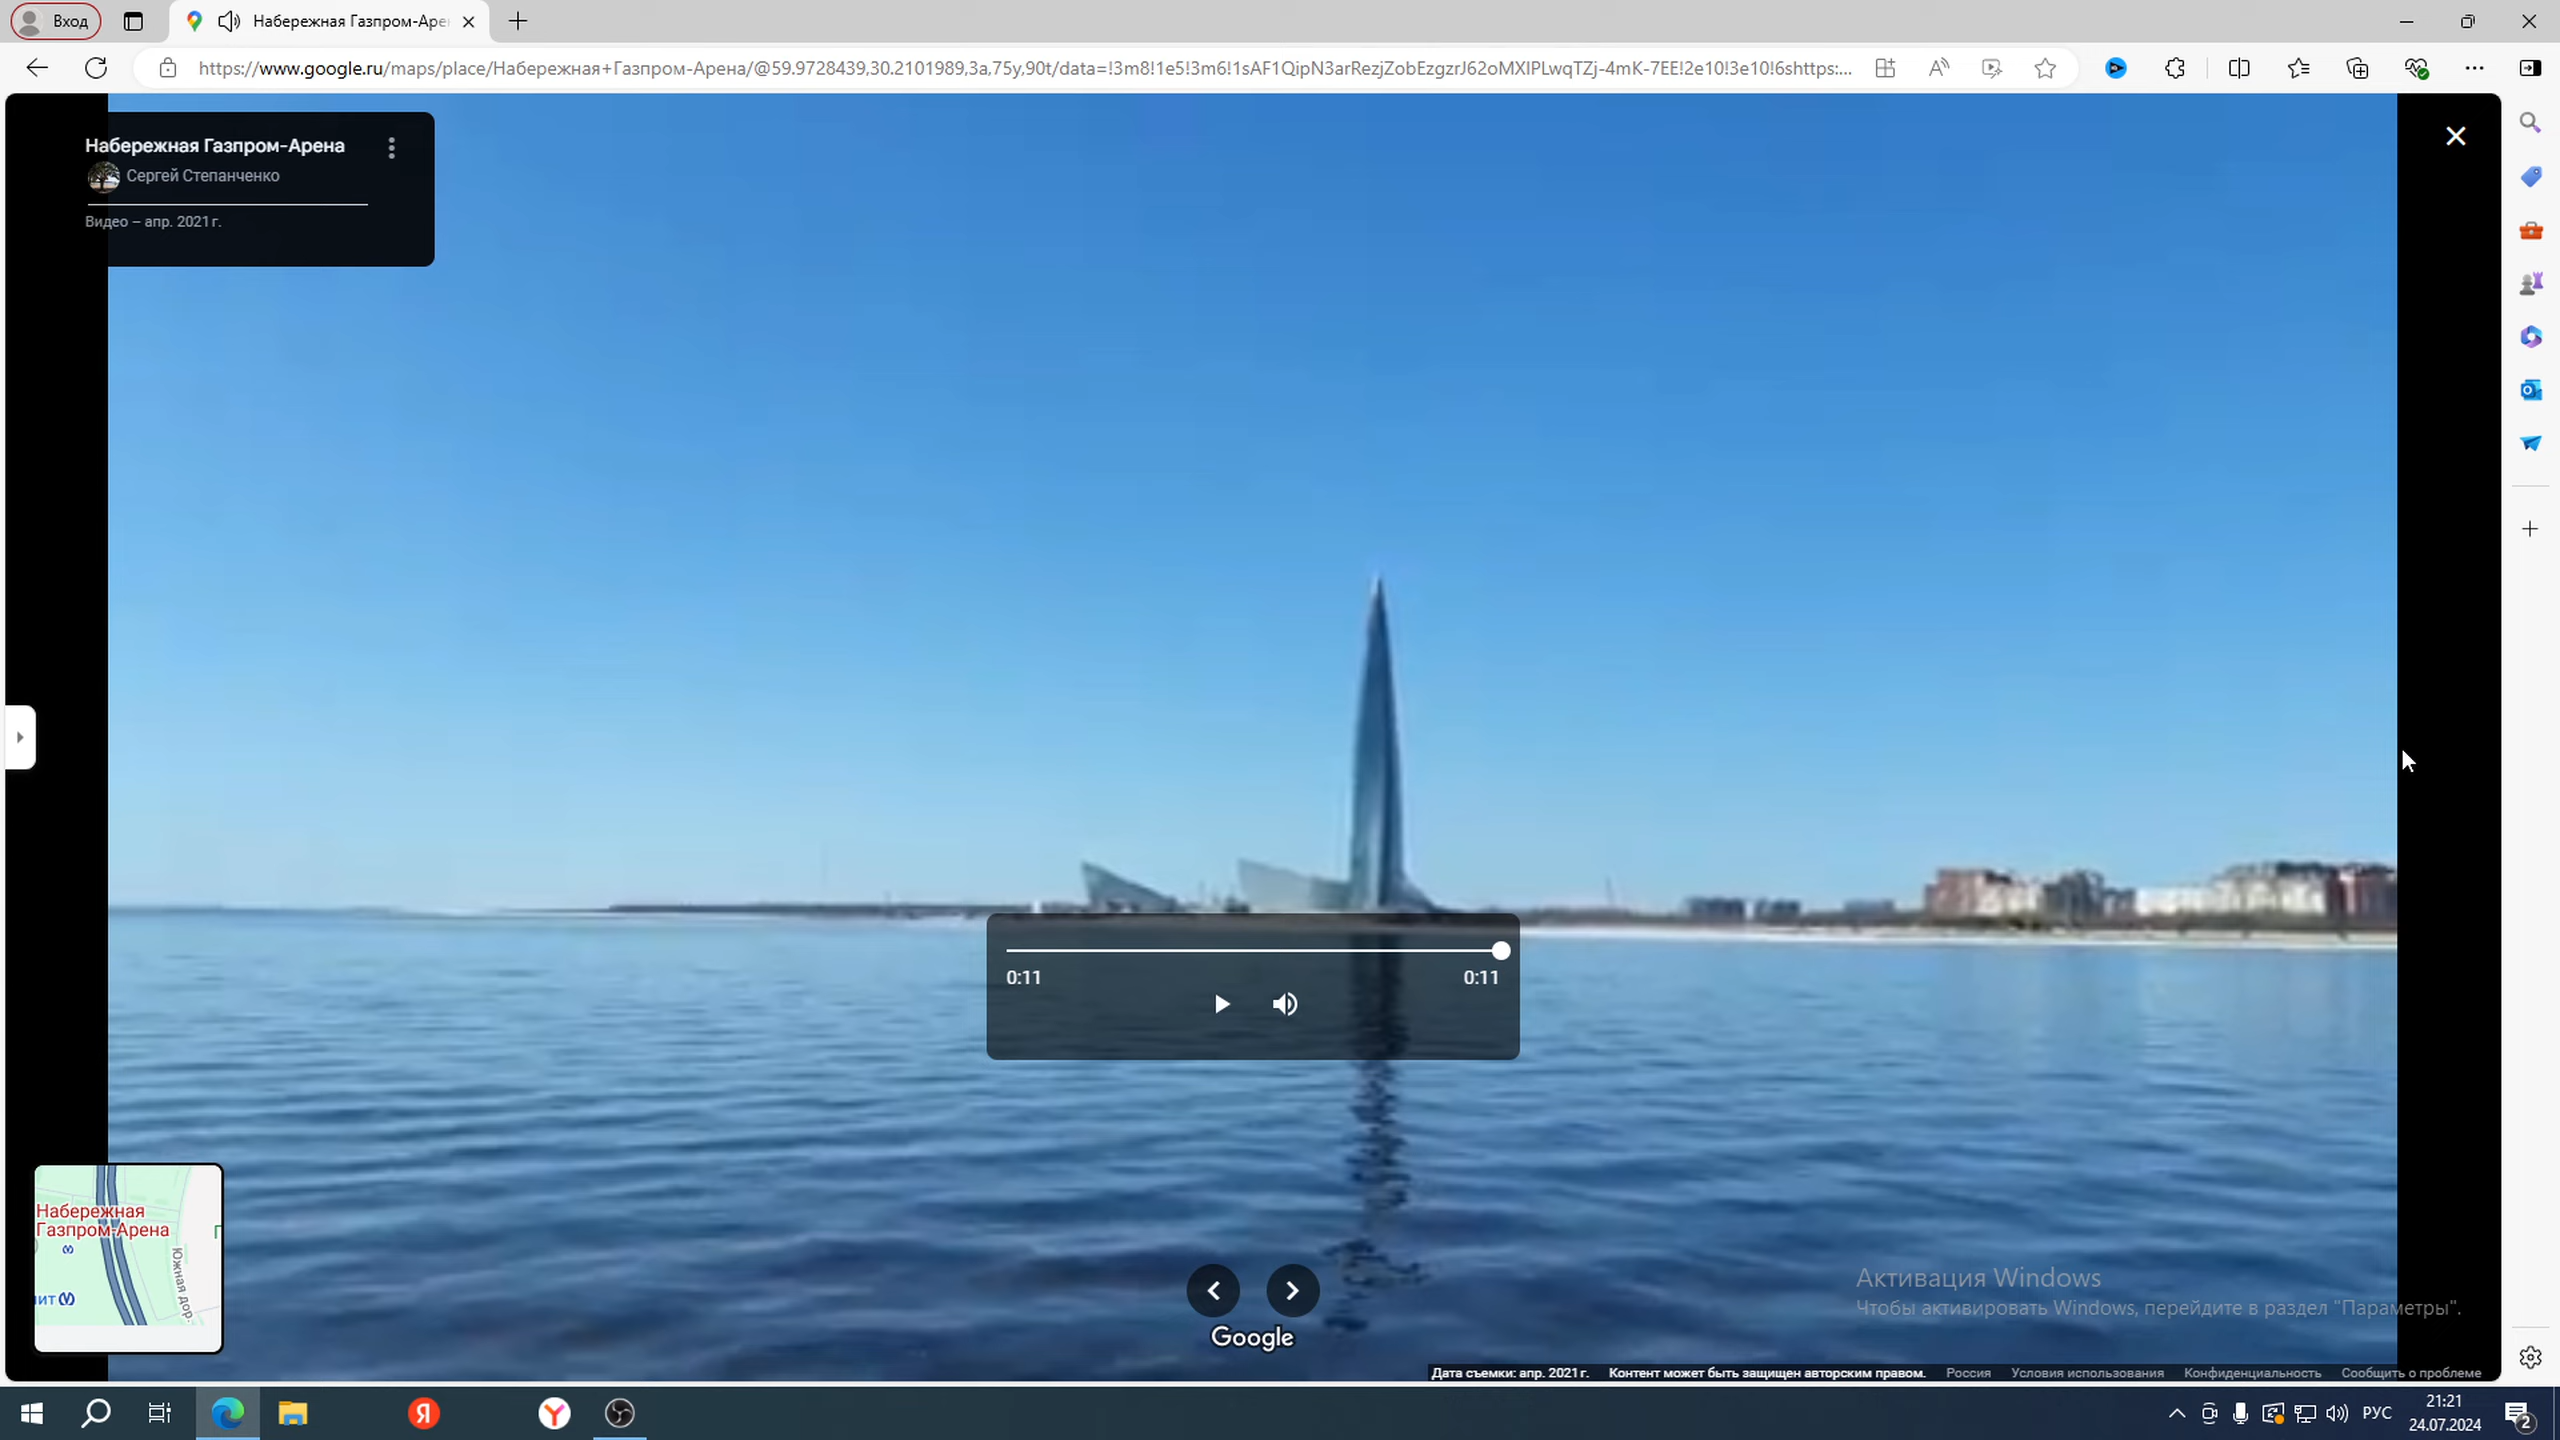 Вход
Набережная Газпром-Аре
https://www.google.ru/maps/place/Набережная+Газпром-Арена/@59.9728439,30.2101989,3a,75y,90t/data=!3m8!1e5!3m6!1sAF1QipN3arRezjZobEzgzrJ62oMXIPLwqTZj-4mK-7EE!2e10!3e10!6shttps:...
Набережная Газпром-Арена
Сергей Степанченко
Видео – апр. 2021 г.
0:11 0:11
Набережная
Газпром-Арена
Южная дор.
ит
Google
Активация Windows
Чтобы активировать Windows, перейдите в раздел "Параметры".
Дата съемки: апр. 2021 г. Контент может быть защищен авторским правом. Россия Условия использования Конфиденциальность Сообщить о проблеме
Я
РУС
21:21
24.07.2024
2